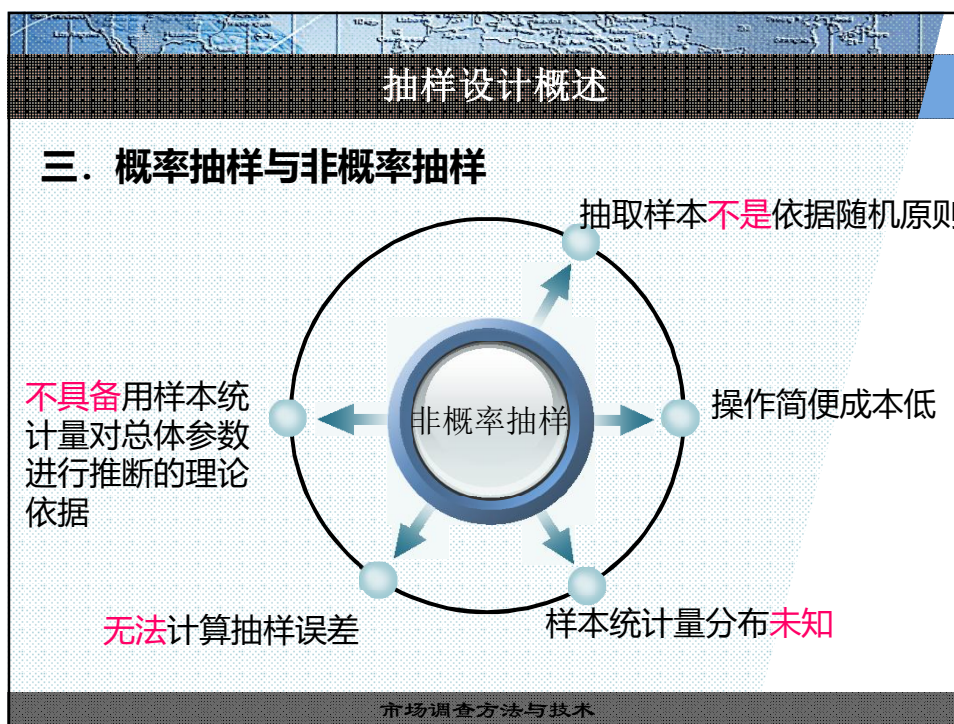 抽样设计概述
三．概率抽样与非概率抽样
抽取样本不是依据随机原则
不具备用样本统
计量对总体参数
进行推断的理论
依据
非概率抽样
操作简便成本低
无法计算抽样误差
样本统计量分布未知
市场调查方法与技术